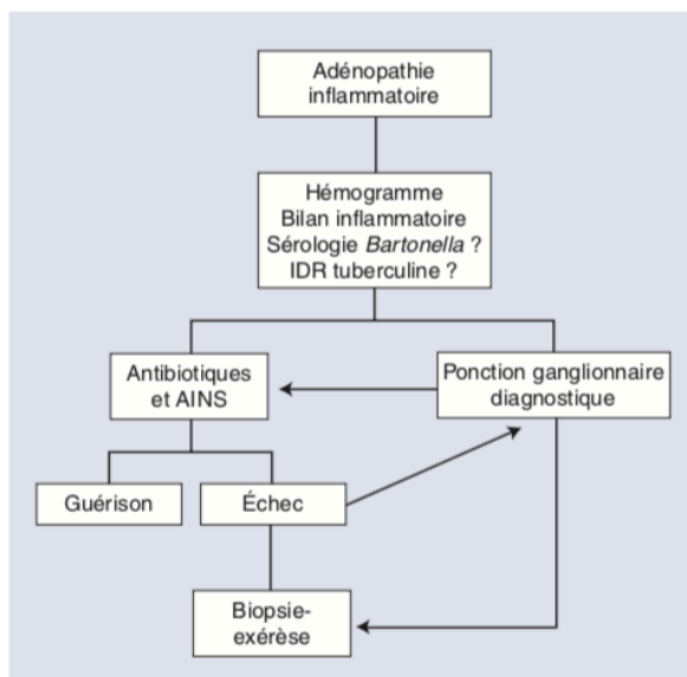 Adénopathie
inflammatoire
Hémogramme
Bilan inflammatoire
Sérologie Bartonella ?
IDR tuberculine ?
Antibiotiques
et AINS
Ponction ganglionnaire
diagnostique
Guérison
Échec
Biopsie-
exérèse